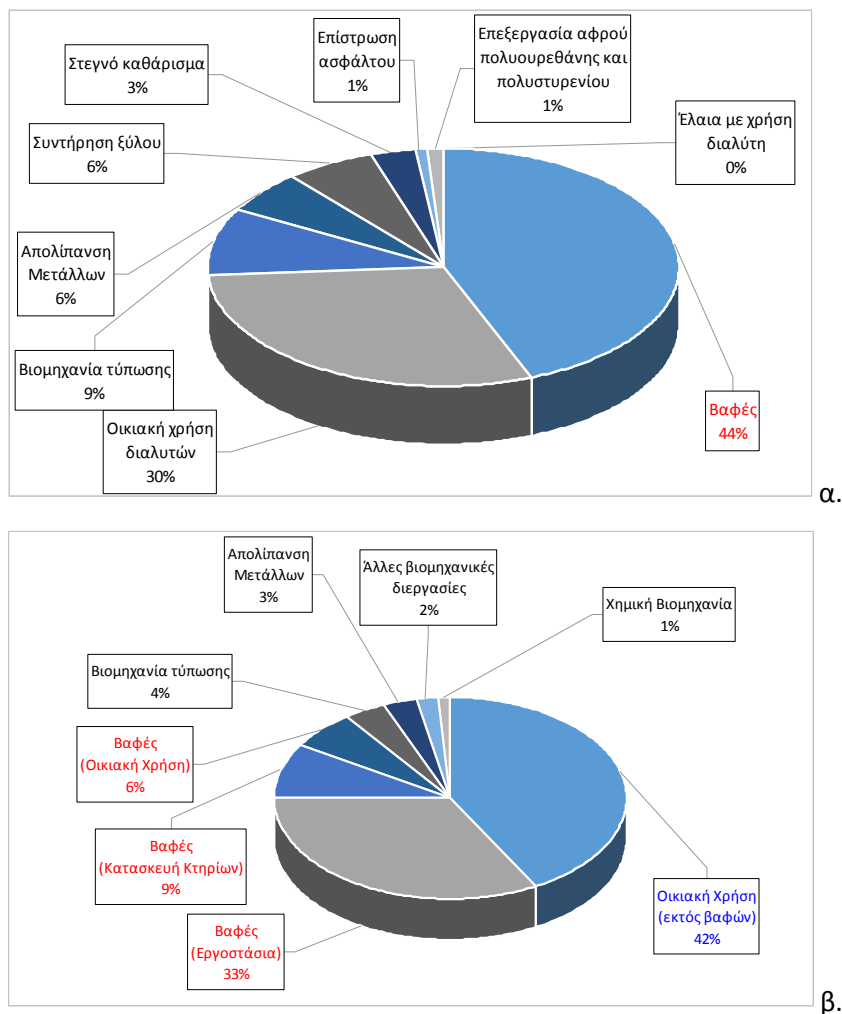 Στεγνό καθάρισμα
3%
Επίστρωση
ασφάλτου
1%
Επεξεργασία αφρού
πολυουρεθάνης και
πολυστυρενίου
1%
Έλαια με χρήση
διαλύτη
0%
Συντήρηση ξύλου
6%
Απολίπανση
Μετάλλων
6%
Βιομηχανία τύπωσης
9%
Οικιακή χρήση
διαλυτών
30%
Βαφές
44%
α.
Απολίπανση
Μετάλλων
3%
Άλλες βιομηχανικές
διεργασίες
2%
Χημική Βιομηχανία
1%
Βιομηχανία τύπωσης
4%
Βαφές
(Οικιακή Χρήση)
6%
Βαφές
(Κατασκευή Κτηρίων)
9%
Βαφές
(Εργοστάσια)
33%
Οικιακή Χρήση
(εκτός βαφών)
42%
β.